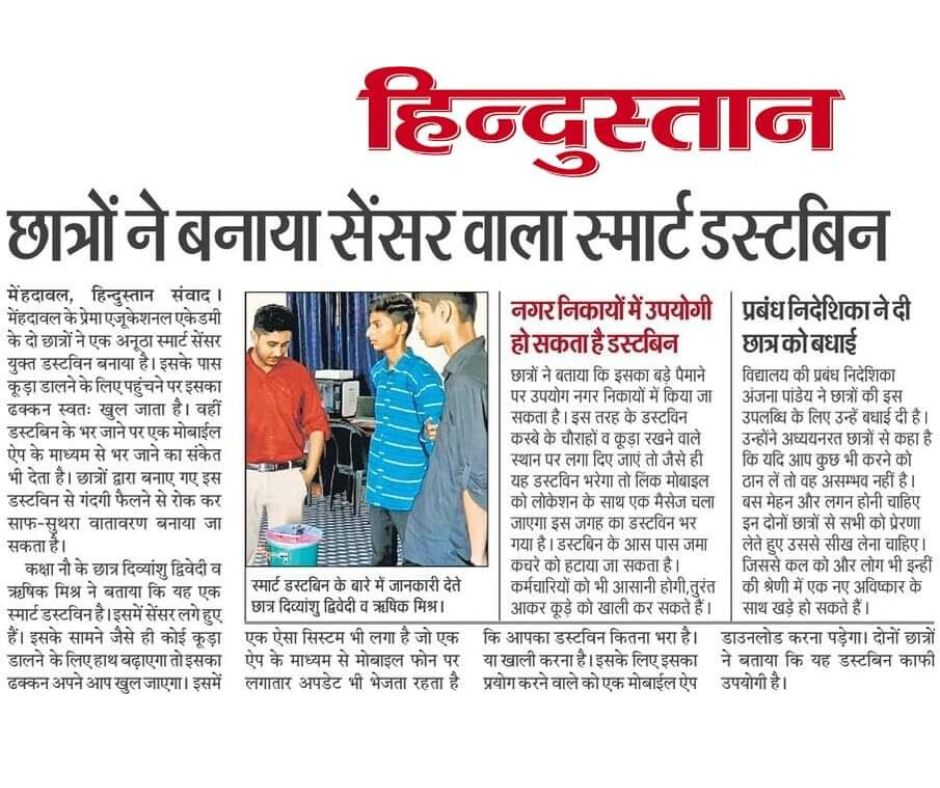 हिन्दुस्तान
छात्रों ने बनाया सेंसर वाला स्मार्ट डस्टबिन
मेंहदावल, हिन्दुस्तान संवाद।
मेंहदावल के प्रेमा एजूकेशनल एकेडमी
के दो छात्रों ने एक अनूठा स्मार्ट सेंसर
युक्त डस्टविन बनाया है। इसके पास
कूड़ा डालने के लिए पहुंचने पर इसका
ढक्कन स्वतः खुल जाता है। वहीं
डस्टबिन के भर जाने पर एक मोबाईल
ऐप के माध्यम से भर जाने का संकेत
भी देता है। छात्रों द्वारा बनाए गए इस
डस्टविन से गंदगी फैलने से रोक कर
साफ-सुथरा वातावरण बनाया जा
सकता है।
कक्षा नौ के छात्र दिव्यांशु द्विवेदी व
ऋषिक मिश्र ने बताया कि यह एक
स्मार्ट डस्टविन है। इसमें सेंसर लगे हुए
हैं। इसके सामने जैसे ही कोई कूड़ा
डालने के लिए हाथ बढ़ाएगा तो इसका
ढक्कन अपने आप खुल जाएगा। इसमें
स्मार्ट डस्टबिन के बारे में जानकारी देते
छात्र दिव्यांशु द्विवेदी व ऋषिक मिश्र।
एक ऐसा सिस्टम भी लगा है जो एक
ऐप के माध्यम से मोबाइल फोन पर
लगातार अपडेट भी भेजता रहता है
कि आपका डस्टविन कितना भरा है।
या खाली करना है। इसके लिए इसका
प्रयोग करने वाले को एक मोबाईल ऐप
डाउनलोड करना पड़ेगा। दोनों छात्रों
ने बताया कि यह डस्टबिन काफी
उपयोगी है।
नगर निकायों में उपयोगी
हो सकता है डस्टबिन
छात्रों ने बताया कि इसका बड़े पैमाने
पर उपयोग नगर निकायों में किया जा
सकता है। इस तरह के डस्टविन
कस्बे के चौराहों व कूड़ा रखने वाले
स्थान पर लगा दिए जाएं तो जैसे ही
यह डस्टविन भरेगा तो लिंक मोबाइल
को लोकेशन के साथ एक मैसेज चला
जाएगा इस जगह का डस्टविन भर
गया है। डस्टबिन के आस पास जमा
कचरे को हटाया जा सकता है।
कर्मचारियों को भी आसानी होगी,तुरंत
आकर कूड़े को खाली कर सकते हैं।
प्रबंध निदेशिका ने दी
छात्र को बधाई
विद्यालय की प्रबंध निदेशिका
अंजना पांडेय ने छात्रों की इस
उपलब्धि के लिए उन्हें बधाई दी है।
उन्होंने अध्ययनरत छात्रों से कहा है
कि यदि आप कुछ भी करने को
ठान लें तो वह असम्भव नहीं है।
बस मेहन और लगन होनी चाहिए
इन दोनों छात्रों से सभी को प्रेरणा
लेते हुए उससे सीख लेना चाहिए।
जिससे कल को और लोग भी इन्हीं
की श्रेणी में एक नए अविष्कार के
साथ खड़े हो सकते हैं।